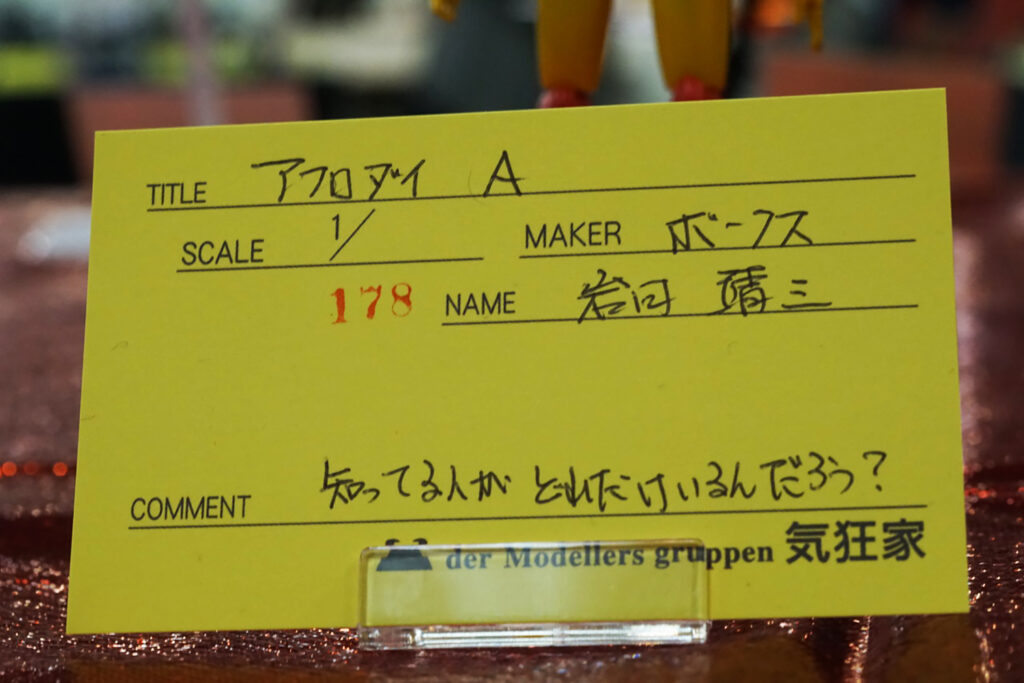 TITLE アフロダイ A
SCALE 1/ MAKER ボークス
178 NAME 岩田 晴三
COMMENT 知ってる人が どれだけいるんだろう?
der Modellers gruppen 気狂家